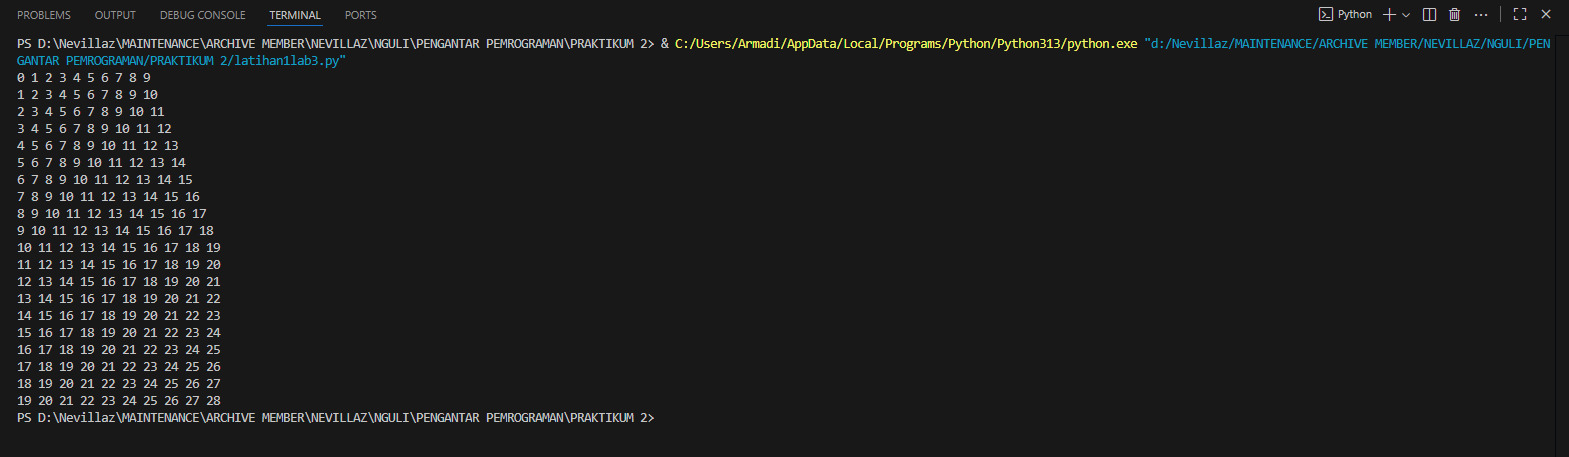 PROBLEMS OUTPUT DEBUG CONSOLE TERMINAL PORTS Python
PS D:\Nevillaz\MAINTENANCE\ARCHIVE MEMBER\NEVILLAZ\NGULI\PENGANTAR PEMROGRAMAN\PRAKTIKUM 2> & C:/Users/Armadi/AppData/Local/Programs/Python/Python313/python.exe "d:/Nevillaz/MAINTENANCE/ARCHIVE MEMBER/NEVILLAZ/NGULI/PEN
GANTAR PEMROGRAMAN/PRAKTIKUM 2/latihan1lab3.py"
0 1 2 3 4 5 6 7 8 9
1 2 3 4 5 6 7 8 9 10
2 3 4 5 6 7 8 9 10 11
3 4 5 6 7 8 9 10 11 12
4 5 6 7 8 9 10 11 12 13
5 6 7 8 9 10 11 12 13 14
6 7 8 9 10 11 12 13 14 15
7 8 9 10 11 12 13 14 15 16
8 9 10 11 12 13 14 15 16 17
9 10 11 12 13 14 15 16 17 18
10 11 12 13 14 15 16 17 18 19
11 12 13 14 15 16 17 18 19 20
12 13 14 15 16 17 18 19 20 21
13 14 15 16 17 18 19 20 21 22
14 15 16 17 18 19 20 21 22 23
15 16 17 18 19 20 21 22 23 24
16 17 18 19 20 21 22 23 24 25
17 18 19 20 21 22 23 24 25 26
18 19 20 21 22 23 24 25 26 27
19 20 21 22 23 24 25 26 27 28
PS D:\Nevillaz\MAINTENANCE\ARCHIVE MEMBER\NEVILLAZ\NGULI\PENGANTAR PEMROGRAMAN\PRAKTIKUM 2>